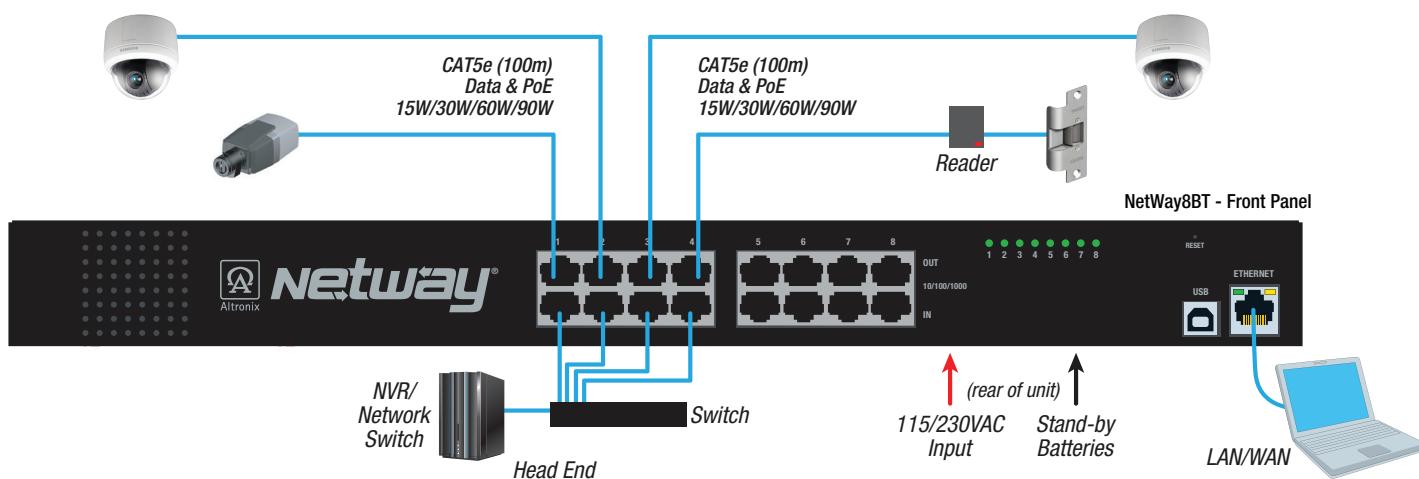 CAT5e (100m)
Data & PoE
15W/30W/60W/90W
CAT5e (100m)
Data & PoE
15W/30W/60W/90W
Reader
NetWay8BT - Front Panel
1 2 3 4 5 6 7 8
OUT
10/100/1000
IN
1 2 3 4 5 6 7 8
RESET
USB
ETHERNET
Altronix
Netway®
NVR/
Network
Switch
Switch
Head End
(rear of unit)
115/230VAC
Input
Stand-by
Batteries
LAN/WAN